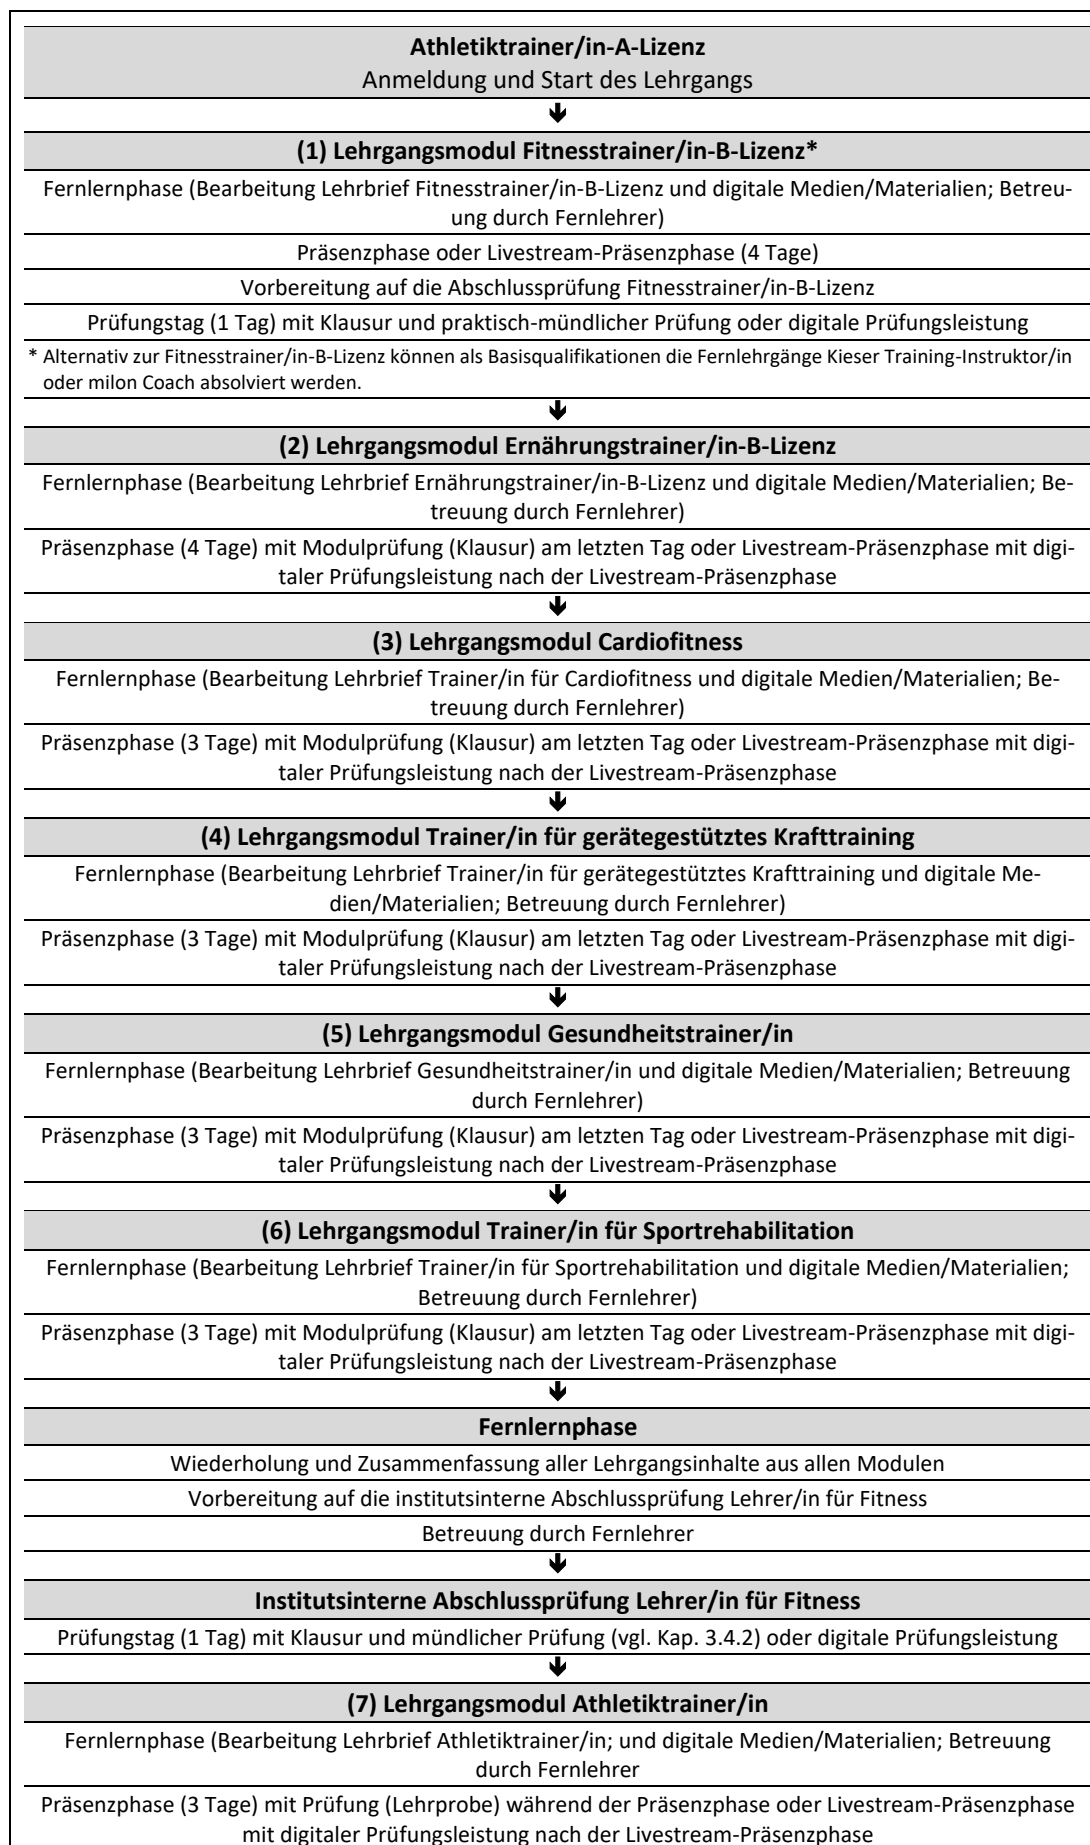 Athletiktrainer/in-A-Lizenz
Anmeldung und Start des Lehrgangs
🡻
(1) Lehrgangsmodul Fitnesstrainer/in-B-Lizenz*
Fernlernphase (Bearbeitung Lehrbrief Fitnesstrainer/in-B-Lizenz und digitale Medien/Materialien; Betreu-
ung durch Fernlehrer)
Präsenzphase oder Livestream-Präsenzphase (4 Tage)
Vorbereitung auf die Abschlussprüfung Fitnesstrainer/in-B-Lizenz
Prüfungstag (1 Tag) mit Klausur und praktisch-mündlicher Prüfung oder digitale Prüfungsleistung
* Alternativ zur Fitnesstrainer/in-B-Lizenz können als Basisqualifikationen die Fernlehrgänge Kieser Training-Instruktor/in
oder milon Coach absolviert werden.
🡻
(2) Lehrgangsmodul Ernährungstrainer/in-B-Lizenz
Fernlernphase (Bearbeitung Lehrbrief Ernährungstrainer/in-B-Lizenz und digitale Medien/Materialien; Be-
treuung durch Fernlehrer)
Präsenzphase (4 Tage) mit Modulprüfung (Klausur) am letzten Tag oder Livestream-Präsenzphase mit digi-
taler Prüfungsleistung nach der Livestream-Präsenzphase
🡻
(3) Lehrgangsmodul Cardiofitness
Fernlernphase (Bearbeitung Lehrbrief Trainer/in für Cardiofitness und digitale Medien/Materialien; Be-
treuung durch Fernlehrer)
Präsenzphase (3 Tage) mit Modulprüfung (Klausur) am letzten Tag oder Livestream-Präsenzphase mit digi-
taler Prüfungsleistung nach der Livestream-Präsenzphase
🡻
(4) Lehrgangsmodul Trainer/in für gerätegestütztes Krafttraining
Fernlernphase (Bearbeitung Lehrbrief Trainer/in für gerätegestütztes Krafttraining und digitale Me-
dien/Materialien; Betreuung durch Fernlehrer)
Präsenzphase (3 Tage) mit Modulprüfung (Klausur) am letzten Tag oder Livestream-Präsenzphase mit digi-
taler Prüfungsleistung nach der Livestream-Präsenzphase
🡻
(5) Lehrgangsmodul Gesundheitstrainer/in
Fernlernphase (Bearbeitung Lehrbrief Gesundheitstrainer/in und digitale Medien/Materialien; Betreuung
durch Fernlehrer)
Präsenzphase (3 Tage) mit Modulprüfung (Klausur) am letzten Tag oder Livestream-Präsenzphase mit digi-
taler Prüfungsleistung nach der Livestream-Präsenzphase
🡻
(6) Lehrgangsmodul Trainer/in für Sportrehabilitation
Fernlernphase (Bearbeitung Lehrbrief Trainer/in für Sportrehabilitation und digitale Medien/Materialien;
Betreuung durch Fernlehrer)
Präsenzphase (3 Tage) mit Modulprüfung (Klausur) am letzten Tag oder Livestream-Präsenzphase mit digi-
taler Prüfungsleistung nach der Livestream-Präsenzphase
🡻
Fernlernphase
Wiederholung und Zusammenfassung aller Lehrgangsinhalte aus allen Modulen
Vorbereitung auf die institutsinterne Abschlussprüfung Lehrer/in für Fitness
Betreuung durch Fernlehrer
🡻
Institutsinterne Abschlussprüfung Lehrer/in für Fitness
Prüfungstag (1 Tag) mit Klausur und mündlicher Prüfung (vgl. Kap. 3.4.2) oder digitale Prüfungsleistung
🡻
(7) Lehrgangsmodul Athletiktrainer/in
Fernlernphase (Bearbeitung Lehrbrief Athletiktrainer/in; und digitale Medien/Materialien; Betreuung
durch Fernlehrer
Präsenzphase (3 Tage) mit Prüfung (Lehrprobe) während der Präsenzphase oder Livestream-Präsenzphase
mit digitaler Prüfungsleistung nach der Livestream-Präsenzphase